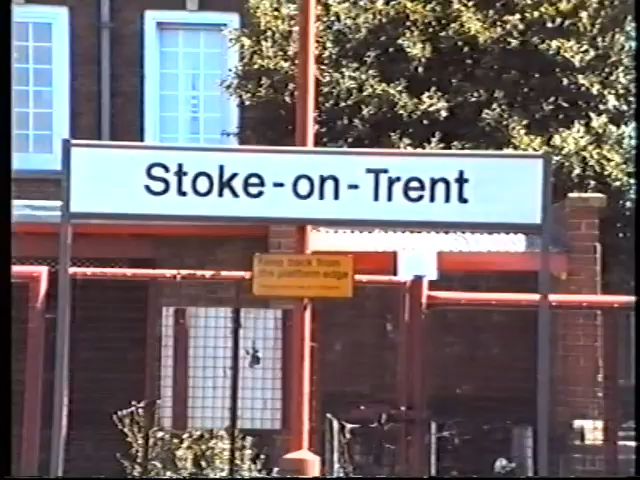 Stoke-on-Trent
Keep back from
the platform edge